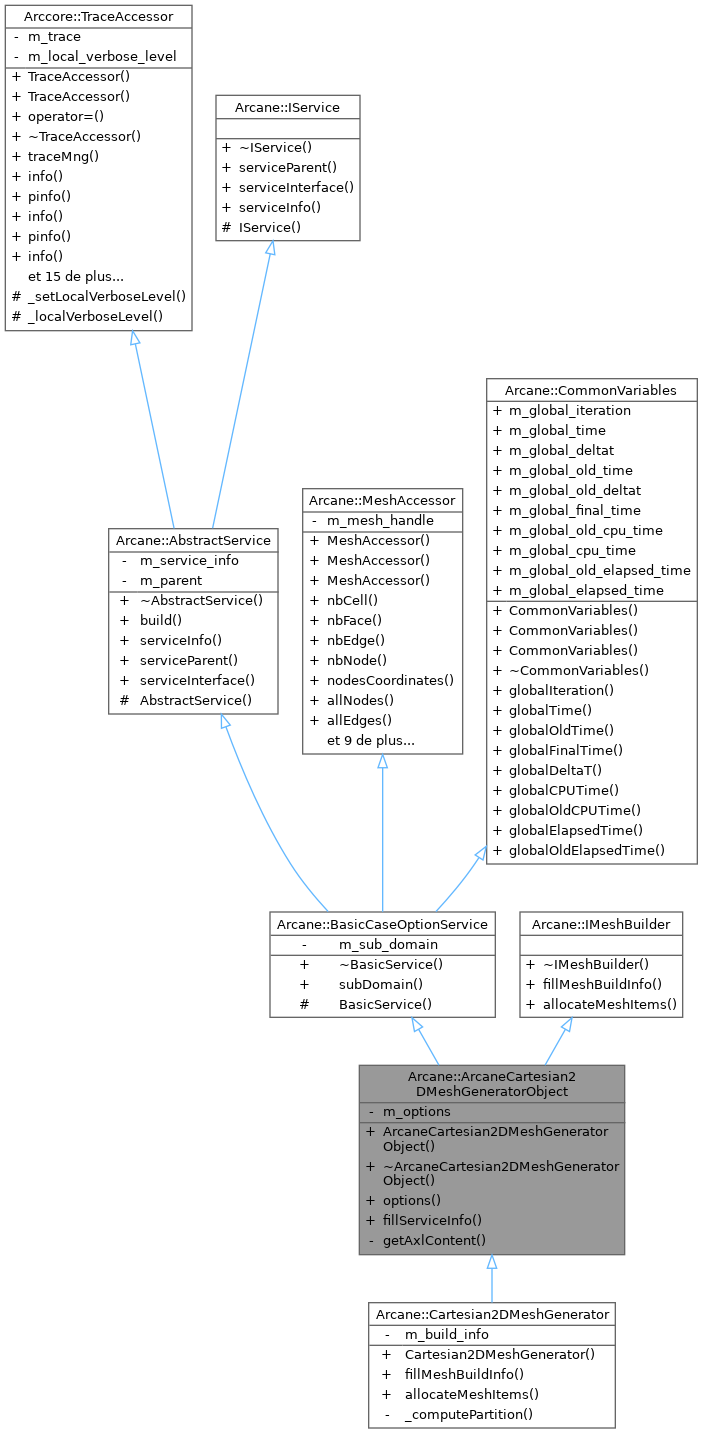 Arccore::TraceAccessor
- m_trace
- m_local_verbose_level
+ TraceAccessor()
+ TraceAccessor()
+ operator=()
+ ~TraceAccessor()
+ traceMng()
+ info()
+ pinfo()
+ info()
+ pinfo()
+ info()
et 15 de plus...
# _setLocalVerboseLevel()
# _localVerboseLevel()
Arcane::IService
+ ~IService()
+ serviceParent()
+ serviceInterface()
+ serviceInfo()
# IService()
Arcane::CommonVariables
+ m_global_iteration
+ m_global_time
+ m_global_deltat
+ m_global_old_time
+ m_global_old_deltat
+ m_global_final_time
+ m_global_old_cpu_time
+ m_global_cpu_time
+ m_global_old_elapsed_time
+ m_global_elapsed_time
+ CommonVariables()
+ CommonVariables()
+ CommonVariables()
+ ~CommonVariables()
+ globalIteration()
+ globalTime()
+ globalOldTime()
+ globalFinalTime()
+ globalDeltaT()
+ globalCPUTime()
+ globalOldCPUTime()
+ globalElapsedTime()
+ globalOldElapsedTime()
Arcane::MeshAccessor
- m_mesh_handle
+ MeshAccessor()
+ MeshAccessor()
+ MeshAccessor()
+ nbCell()
+ nbFace()
+ nbEdge()
+ nbNode()
+ nodesCoordinates()
+ allNodes()
+ allEdges()
et 9 de plus...
Arcane::AbstractService
- m_service_info
- m_parent
+ ~AbstractService()
+ build()
+ serviceInfo()
+ serviceParent()
+ serviceInterface()
# AbstractService()
Arcane::BasicCaseOptionService
- m_sub_domain
+ ~BasicService()
+ subDomain()
# BasicService()
Arcane::IMeshBuilder
+ ~IMeshBuilder()
+ fillMeshBuildInfo()
+ allocateMeshItems()
Arcane::ArcaneCartesian2
DMeshGeneratorObject
- m_options
+ ArcaneCartesian2DMeshGenerator
Object()
+ ~ArcaneCartesian2DMeshGenerator
Object()
+ options()
+ fillServiceInfo()
- getAxlContent()
Arcane::Cartesian2DMeshGenerator
- m_build_info
+ Cartesian2DMeshGenerator()
+ fillMeshBuildInfo()
+ allocateMeshItems()
- _computePartition()